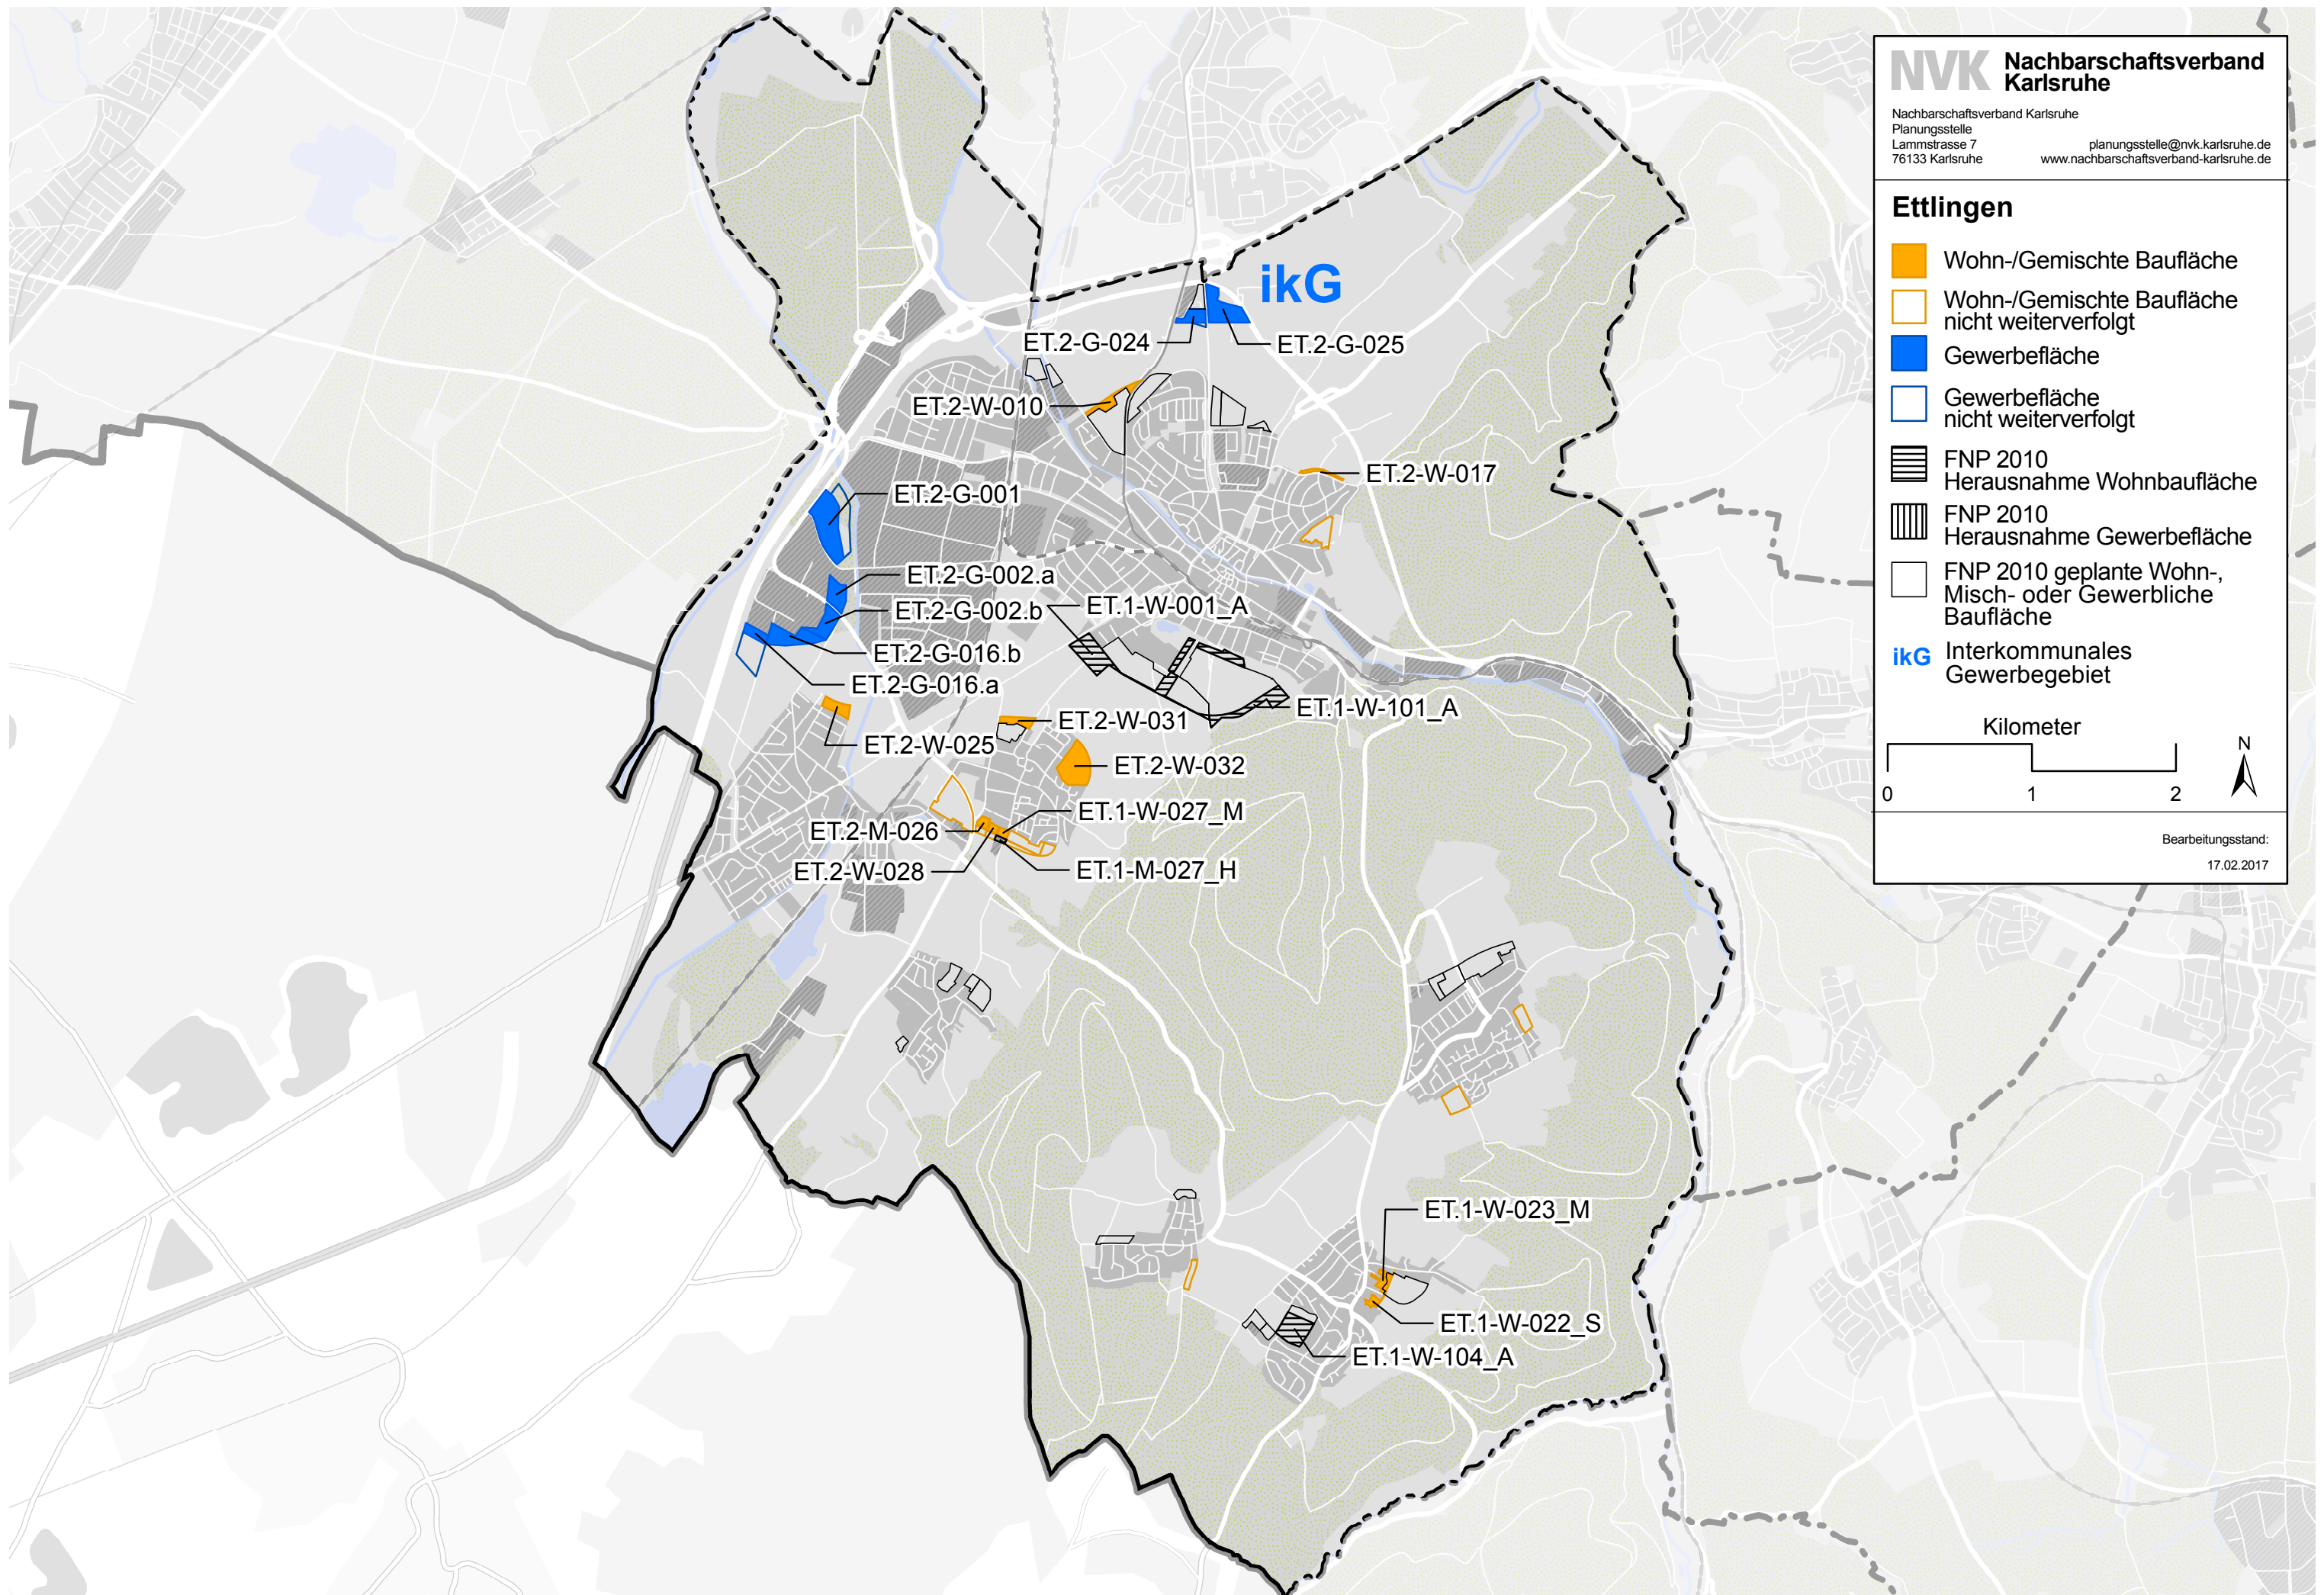 NVK Nachbarschaftsverband
Karlsruhe
Nachbarschaftsverband Karlsruhe
Planungsstelle
Lammstrasse 7 planungsstelle@nvk.karlsruhe.de
76133 Karlsruhe www.nachbarschaftsverband-karlsruhe.de
Ettlingen
Wohn-/Gemischte Baufläche
Wohn-/Gemischte Baufläche
nicht weiterverfolgt
Gewerbefläche
Gewerbefläche
nicht weiterverfolgt
FNP 2010
Herausnahme Wohnbaufläche
FNP 2010
Herausnahme Gewerbefläche
FNP 2010 geplante Wohn-,
Misch- oder Gewerbliche
Baufläche
ikG Interkommunales
Gewerbegebiet
Kilometer
N
0 1 2
Bearbeitungsstand:
17.02.2017
ikG
ET.2-G-024
ET.2-G-025
ET.2-W-010
ET.2-W-017
ET.2-G-001
ET.2-G-002.a
ET.2-G-002.b
ET.1-W-001_A
ET.2-G-016.b
ET.2-G-016.a
ET.1-W-101_A
ET.2-W-031
ET.2-W-025
ET.2-W-032
ET.1-W-027_M
ET.2-M-026
ET.2-W-028
ET.1-M-027_H
ET.1-W-023_M
ET.1-W-022_S
ET.1-W-104_A